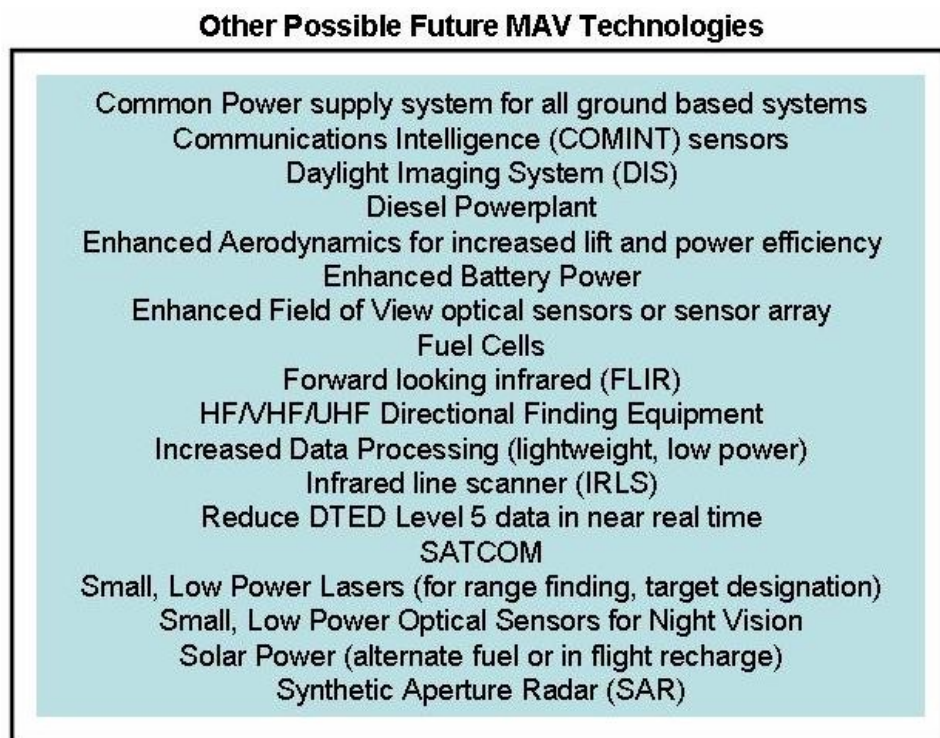 Other Possible Future MAV Technologies
Common Power supply system for all ground based systems
Communications Intelligence (COMINT) sensors
Daylight Imaging System (DIS)
Diesel Powerplant
Enhanced Aerodynamics for increased lift and power efficiency
Enhanced Battery Power
Enhanced Field of View optical sensors or sensor array
Fuel Cells
Forward looking infrared (FLIR)
HF/VHF/UHF Directional Finding Equipment
Increased Data Processing (lightweight, low power)
Infrared line scanner (IRLS)
Reduce DTED Level 5 data in near real time
SATCOM
Small, Low Power Lasers (for range finding, target designation)
Small, Low Power Optical Sensors for Night Vision
Solar Power (alternate fuel or in flight recharge)
Synthetic Aperture Radar (SAR)